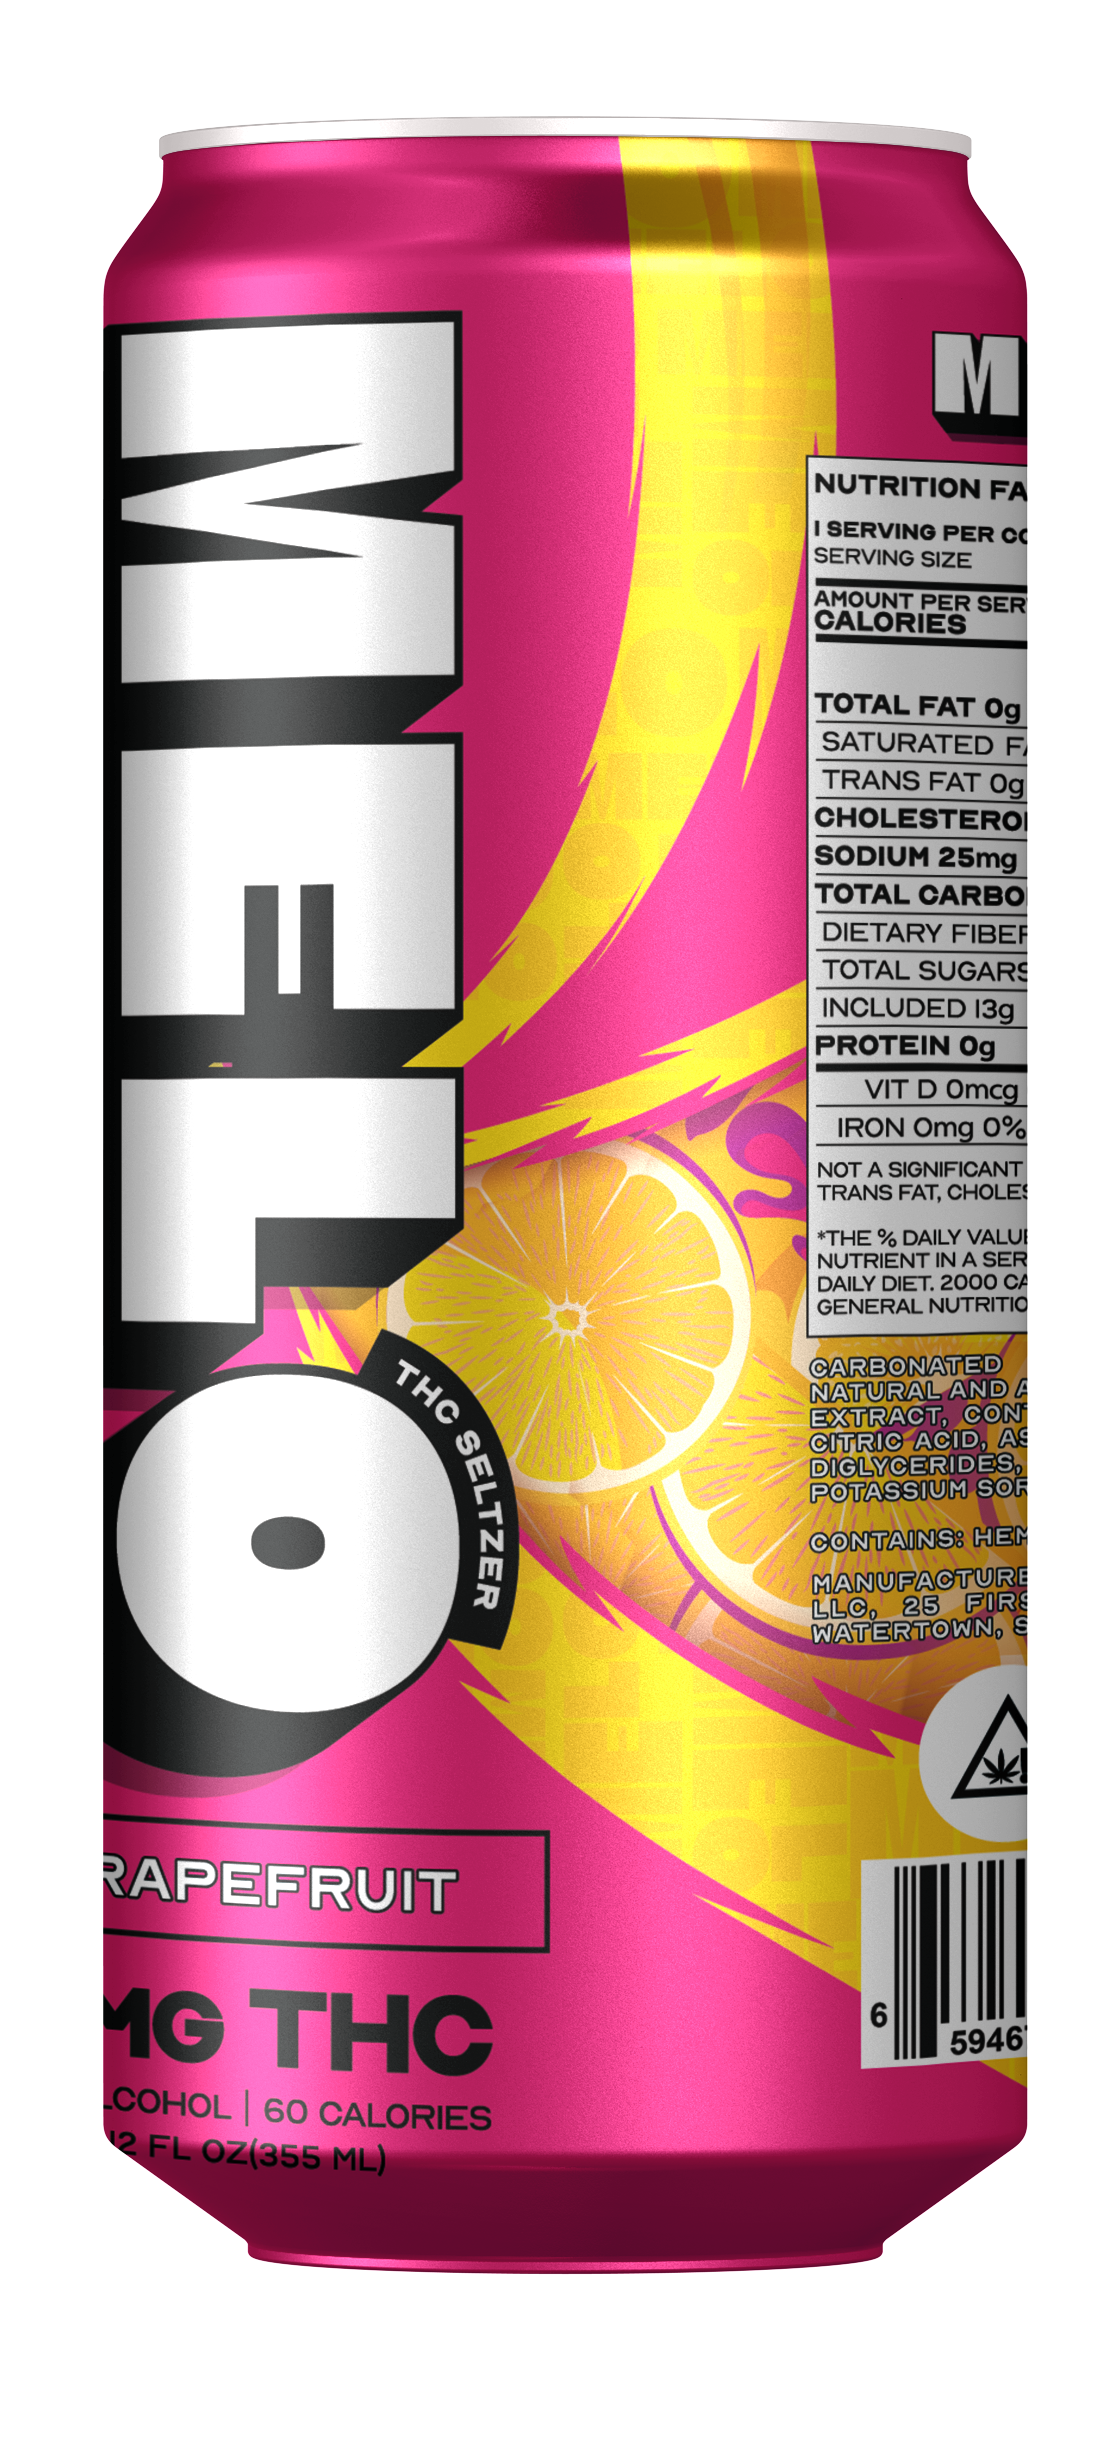 MELO
THC SELTZER
RAPEFRUIT
MG THC
LCOHOL | 60 CALORIES
12 FL OZ(355 ML)
M
NUTRITION FA
1 SERVING PER CO
SERVING SIZE
AMOUNT PER SER
CALORIES
TOTAL FAT 0g
SATURATED FA
TRANS FAT 0g
CHOLESTERO
SODIUM 25mg
TOTAL CARBO
DIETARY FIBER
TOTAL SUGARS
INCLUDED 13g
PROTEIN 0g
VIT D 0mcg
IRON 0mg 0%
NOT A SIGNIFICANT
TRANS FAT, CHOLES
*THE % DAILY VALUE
NUTRIENT IN A SER
DAILY DIET. 2000 CA
GENERAL NUTRITIO
CARBONATED
NATURAL AND A
EXTRACT, CONT
CITRIC ACID, AS
DIGLYCERIDES,
POTASSIUM SOR
CONTAINS: HEM
MANUFACTURE
LLC, 25 FIRS
WATERTOWN, S
6 59467